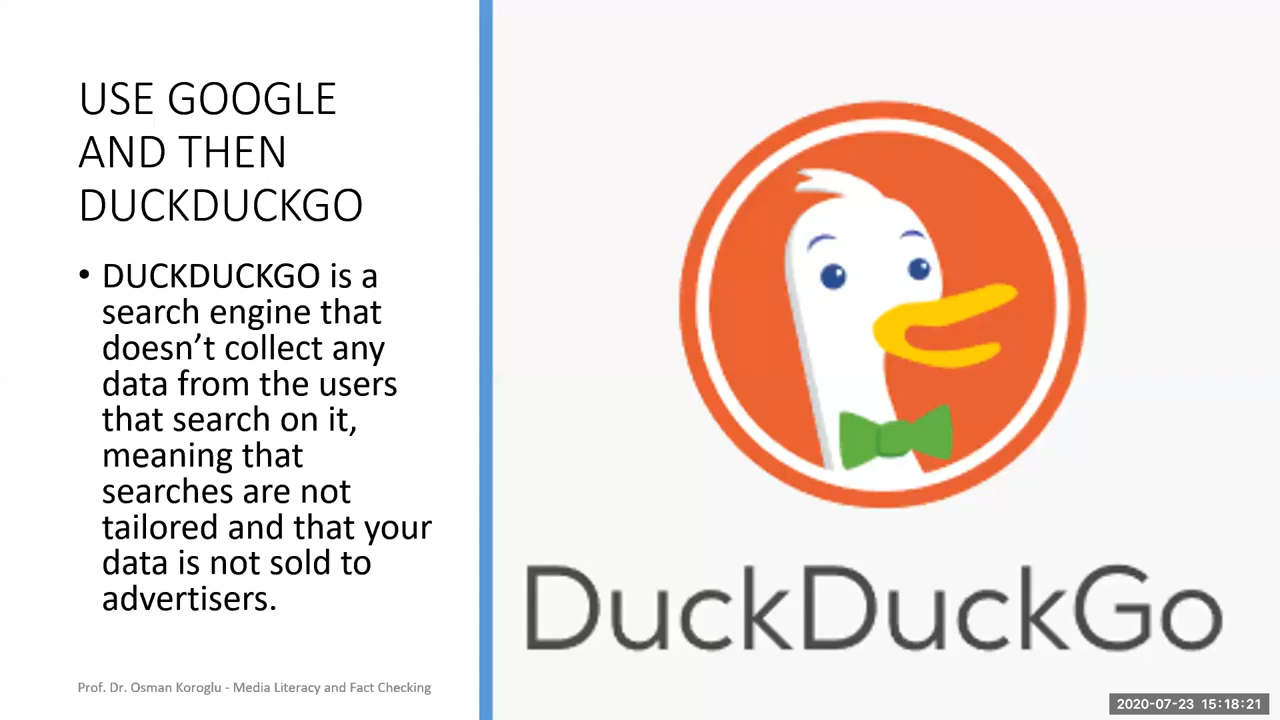 USE GOOGLE
AND THEN
DUCKDUCKGO
• DUCKDUCKGO is a
search engine that
doesn’t collect any
data from the users
that search on it,
meaning that
searches are not
tailored and that your
data is not sold to
advertisers.
DuckDuckGo
Prof. Dr. Osman Koroglu - Media Literacy and Fact Checking
2020-07-23 15:18:21